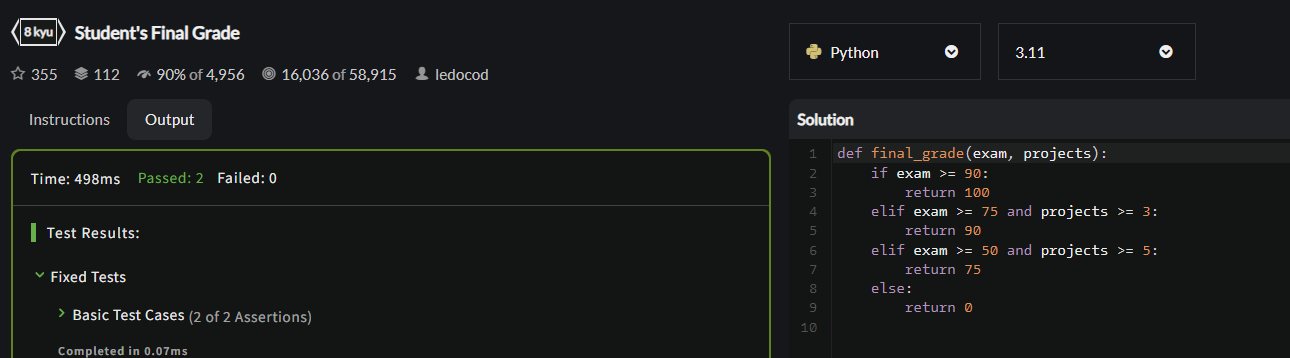 8 kyu Student's Final Grade
355 112 90% of 4,956 16,036 of 58,915 ledocod
Instructions Output
Time: 498ms Passed: 2 Failed: 0
Test Results:
Fixed Tests
Basic Test Cases (2 of 2 Assertions)
Completed in 0.07ms
Python 3.11
Solution
1 def final_grade(exam, projects):
2 if exam >= 90:
3 return 100
4 elif exam >= 75 and projects >= 3:
5 return 90
6 elif exam >= 50 and projects >= 5:
7 return 75
8 else:
9 return 0
10